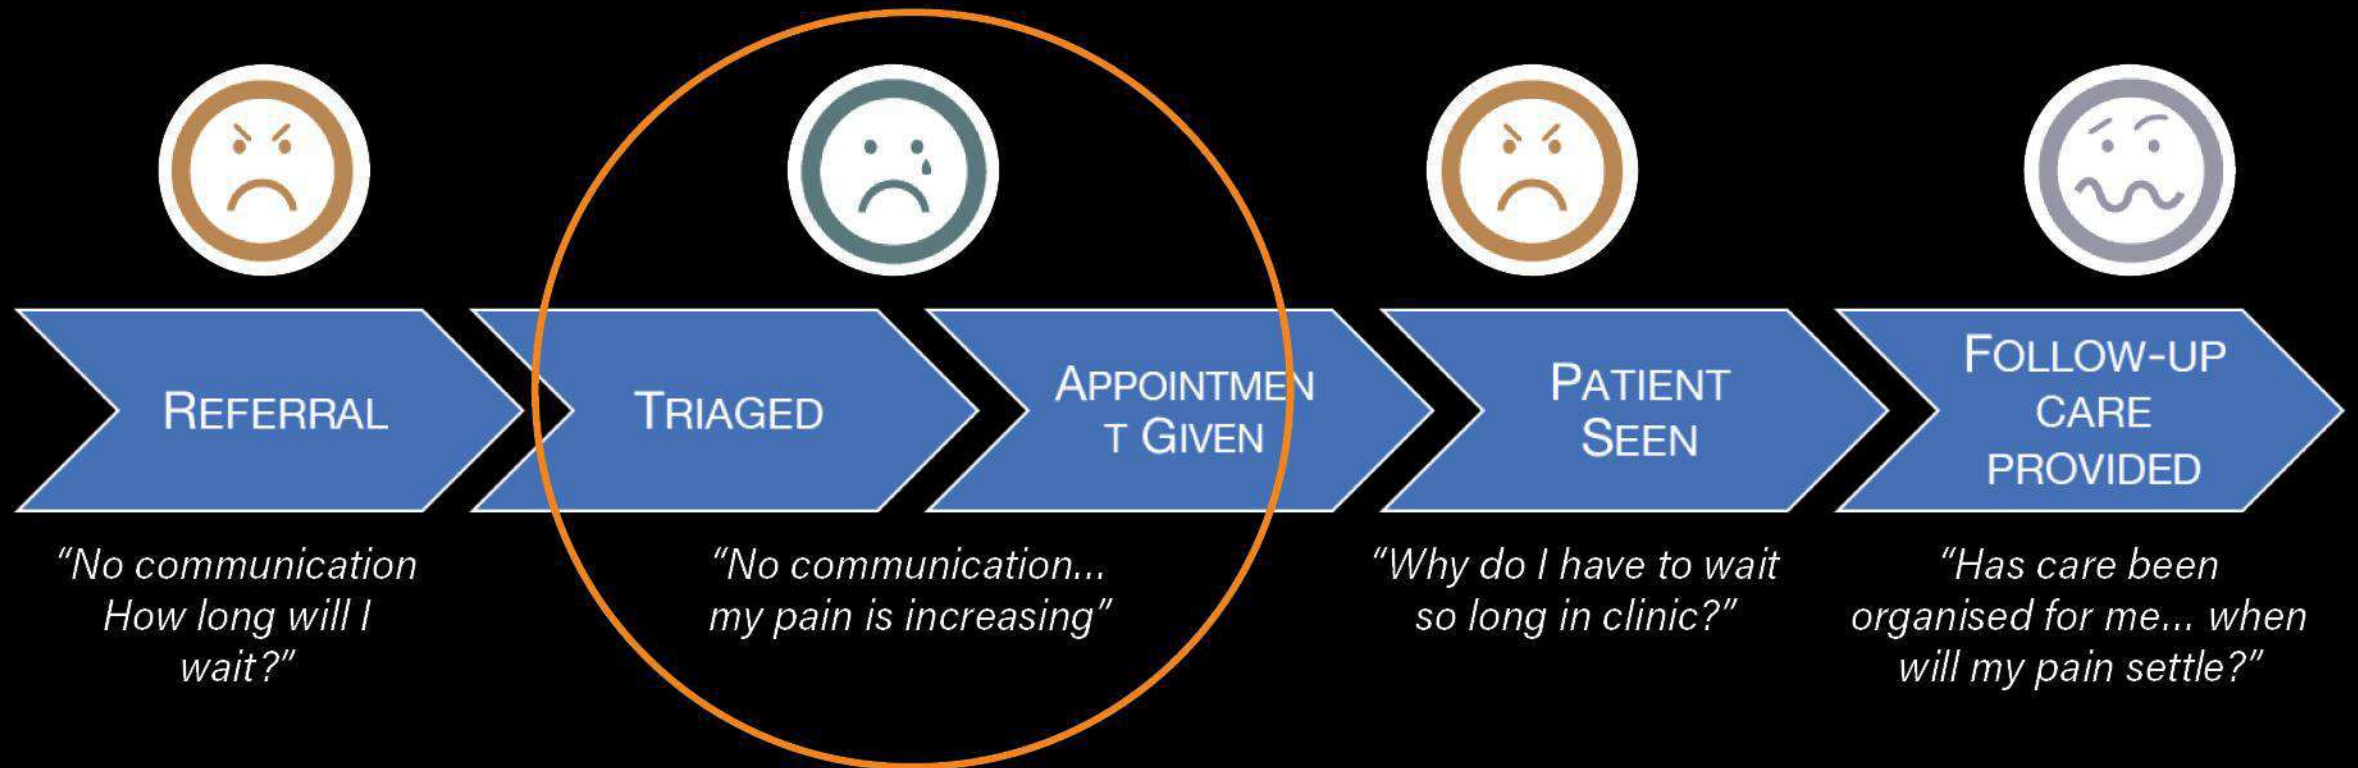 REFERRAL
TRIAGED
APPOINTMEN
T GIVEN
PATIENT
SEEN
FOLLOW-UP
CARE
PROVIDED
“No communication
How long will I
wait?”
“No communication...
my pain is increasing”
“Why do I have to wait
so long in clinic?”
“Has care been
organised for me... when
will my pain settle?”